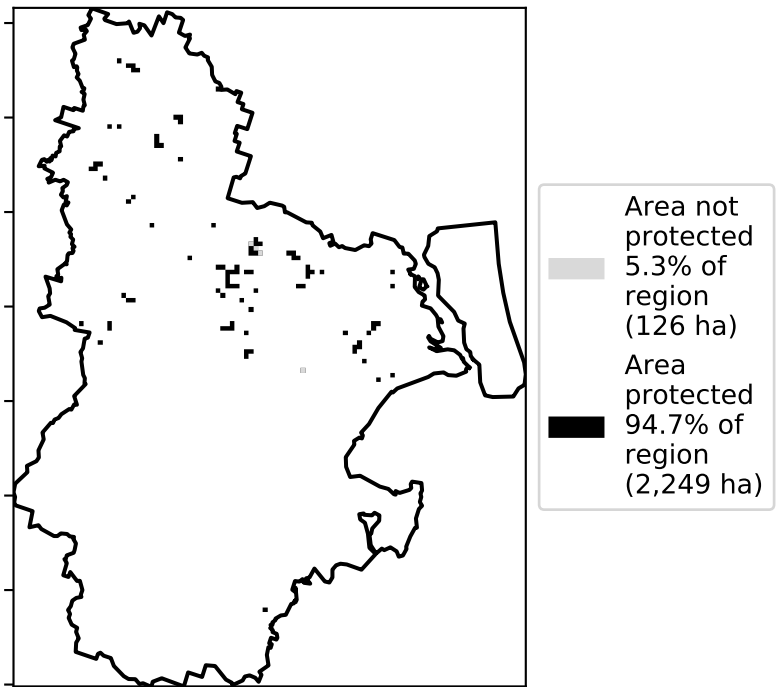 Area not
protected
5.3% of
region
(126 ha)
Area
protected
94.7% of
region
(2,249 ha)